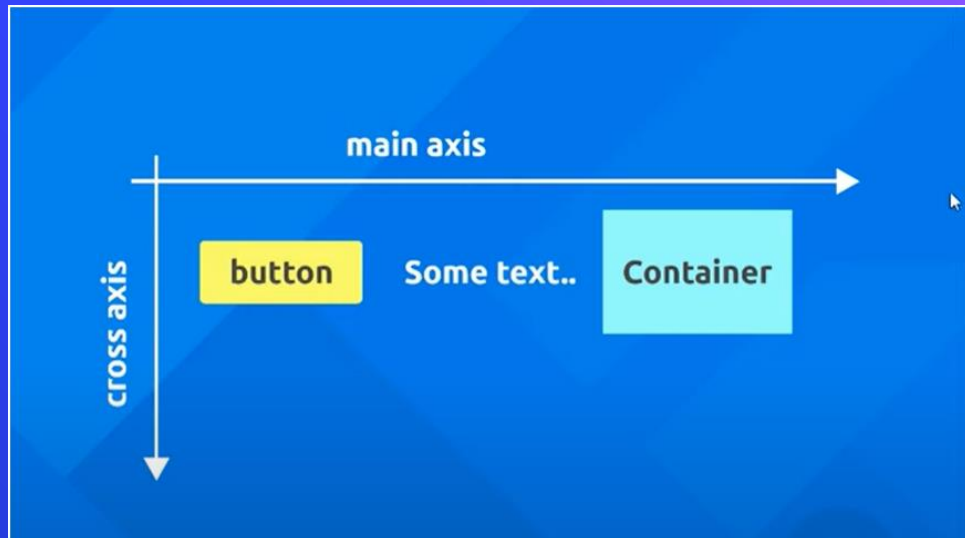 main axis
cross axis
button
Some text..
Container